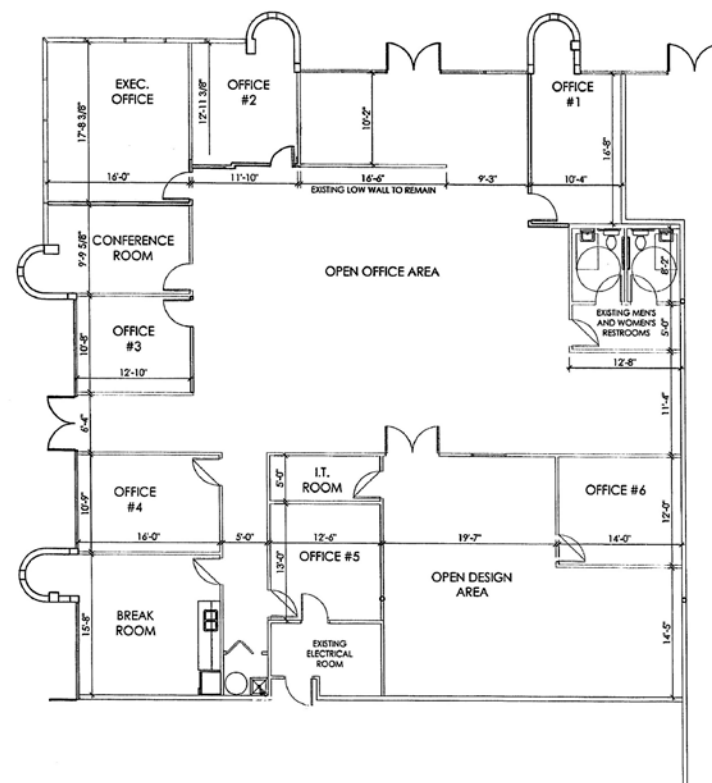 EXEC.
OFFICE
17'-8 3/8"
16'-0"
OFFICE
#2
12'-11 3/8"
11'-10"
10'-2"
16'-6"
EXISTING LOW WALL TO REMAIN
9'-3"
OFFICE
#1
16'-8"
10'-4"
CONFERENCE
ROOM
9'-9 5/8"
OPEN OFFICE AREA
8'-2"
EXISTING MEN'S
AND WOMEN'S
RESTROOMS
5'-0"
12'-8"
OFFICE
#3
10'-8"
12'-10"
6'-4"
11'-4"
OFFICE
#4
10'-9"
16'-0"
5'-0"
I.T.
ROOM
5'-0"
12'-6"
OFFICE #5
13'-0"
19'-7"
OPEN DESIGN
AREA
OFFICE #6
12'-0"
14'-0"
14'-5"
BREAK
ROOM
15'-8"
EXISTING
ELECTRICAL
ROOM